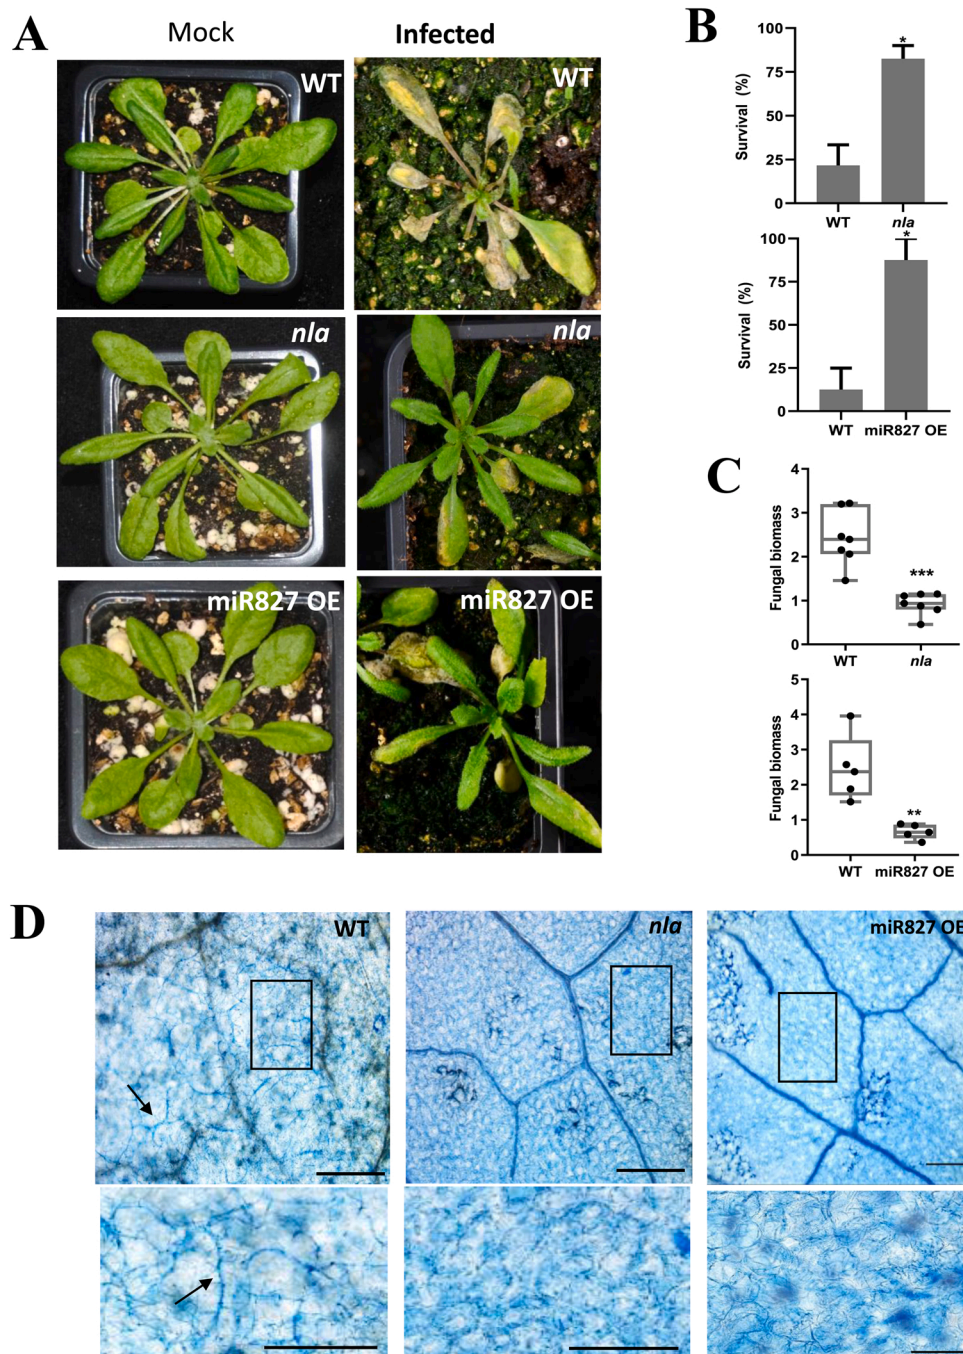 A
Mock
Infected
WT
WT
nla
nla
miR827 OE
miR827 OE
B
Survival (%)
100
75
50
25
0
WT
nla
*
Survival (%)
100
75
50
25
0
WT
miR827 OE
*
C
Fungal biomass
4
3
2
1
0
WT
nla
***
Fungal biomass
5
4
3
2
1
0
WT
miR827 OE
**
D
WT
nla
miR827 OE